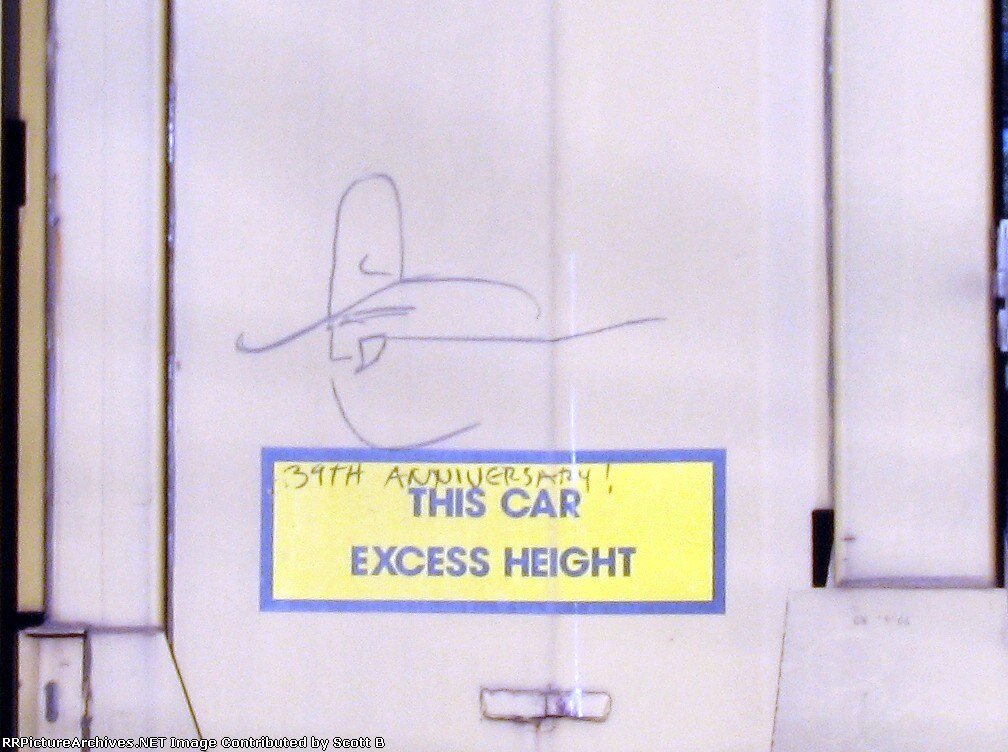 39TH ANNIVERSARY!
THIS CAR
EXCESS HEIGHT
RRPictureArchives.NET Image Contributed by Scott B